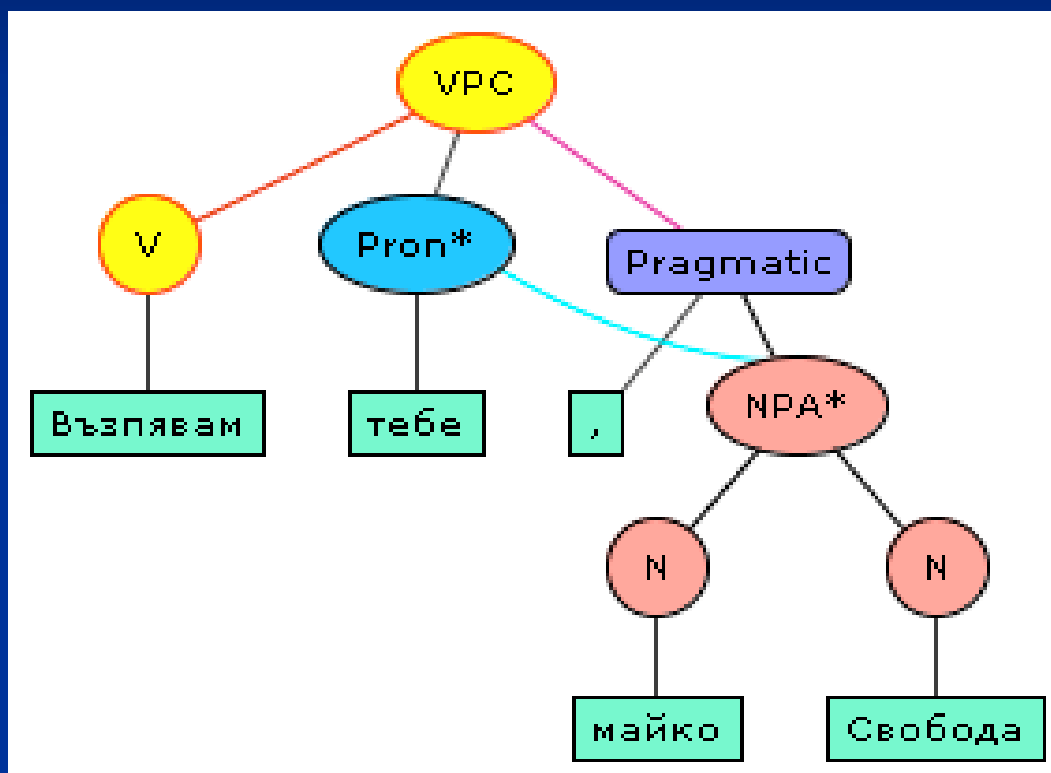 VPC
V
Pron*
Pragmatic
Възпявам
тебе
,
NPA*
N
N
майко
Свобода